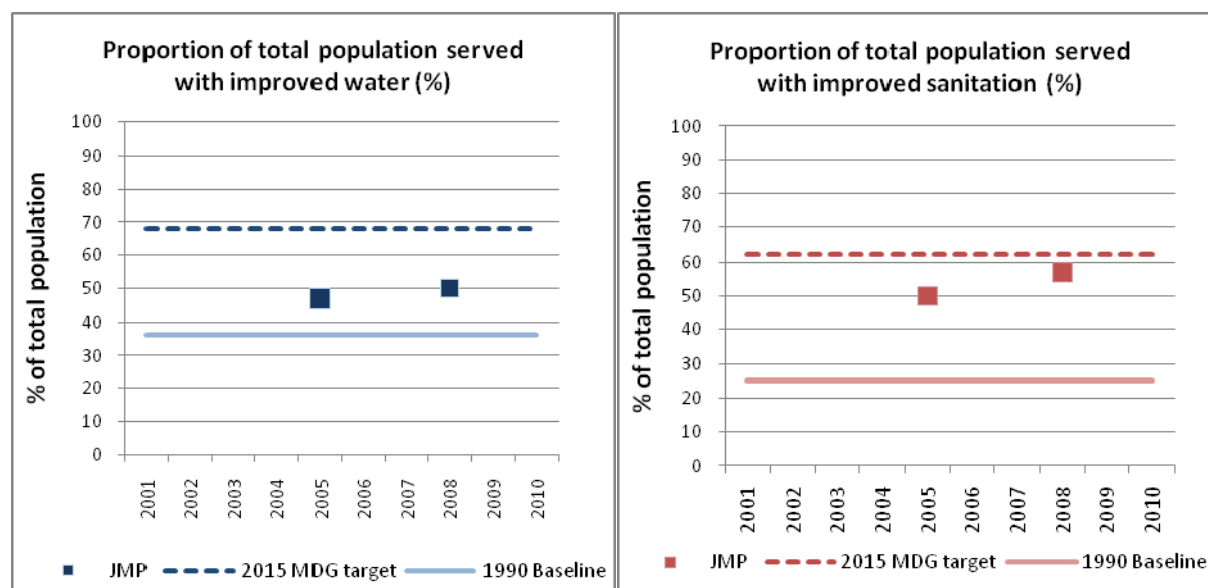 Proportion of total population served
with improved water (%)
% of total population
100
90
80
70
60
50
40
30
20
10
0
2001 2002 2003 2004 2005 2006 2007 2008 2009 2010
JMP 2015 MDG target 1990 Baseline
Proportion of total population served
with improved sanitation (%)
% of total population
100
90
80
70
60
50
40
30
20
10
0
2001 2002 2003 2004 2005 2006 2007 2008 2009 2010
JMP 2015 MDG target 1990 Baseline